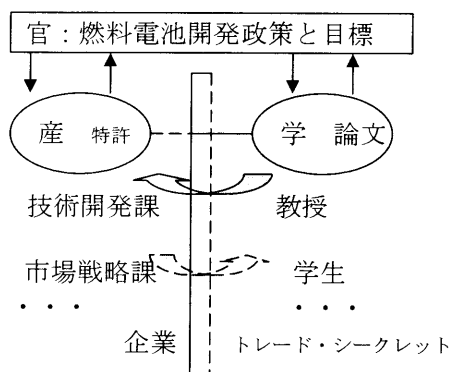 官：燃料電池開発政策と目標
産 特許 学 論文
技術開発課 教授
市場戦略課 学生
・・・ ・・・
企業 トレード・シークレット